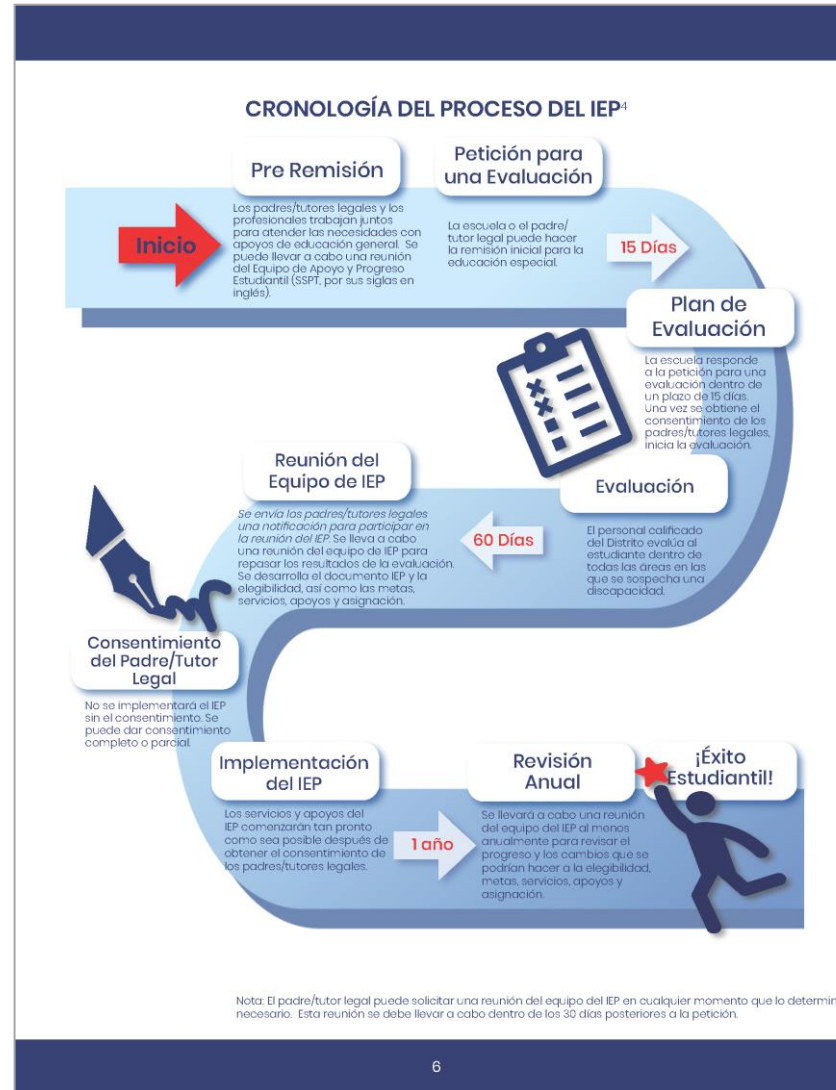 CRONOLOGÍA DEL PROCESO DEL IEP4
Inicio
Pre Remisión
Los padres/tutores legales y los
profesionales trabajan juntos
para atender las necesidades con
apoyos de educación general. Se
puede llevar a cabo una reunión
del Equipo de Apoyo y Progreso
Estudiantil (SSPT, por sus siglas en
inglés).
Petición para
una Evaluación
La escuela o el padre/
tutor legal puede hacer
la remisión inicial para la
educación especial.
15 Días
Plan de
Evaluación
La escuela responde
a la petición para una
evaluación dentro de
un plazo de 15 días.
Una vez se obtiene el
consentimiento de los
padres/tutores legales,
inicia la evaluación.
Evaluación
El personal calificado
del Distrito evalúa al
estudiante dentro de
todas las áreas en las
que se sospecha una
discapacidad.
60 Días
Reunión del
Equipo de IEP
Se envía los padres/tutores legales
una notificación para participar en
la reunión del IEP. Se lleva a cabo
una reunión del equipo de IEP para
repasar los resultados de la evaluación.
Se desarrolla el documento IEP y la
elegibilidad, así como las metas,
servicios, apoyos y asignación.
Consentimiento
del Padre/Tutor
Legal
No se implementará el IEP
sin el consentimiento. Se
puede dar consentimiento
completo o parcial.
Implementación
del IEP
Los servicios y apoyos del
IEP comenzarán tan pronto
como sea posible después de
obtener el consentimiento de
los padres/tutores legales.
1 año
Revisión
Anual
Se llevará a cabo una reunión
del equipo del IEP al menos
anualmente para revisar el
progreso y los cambios que se
podrían hacer a la elegibilidad,
metas, servicios, apoyos y
asignación.
¡Éxito
Estudiantil!
Nota: El padre/tutor legal puede solicitar una reunión del equipo del IEP en cualquier momento que lo determin
necesario. Esta reunión se debe llevar a cabo dentro de los 30 días posteriores a la petición.
6